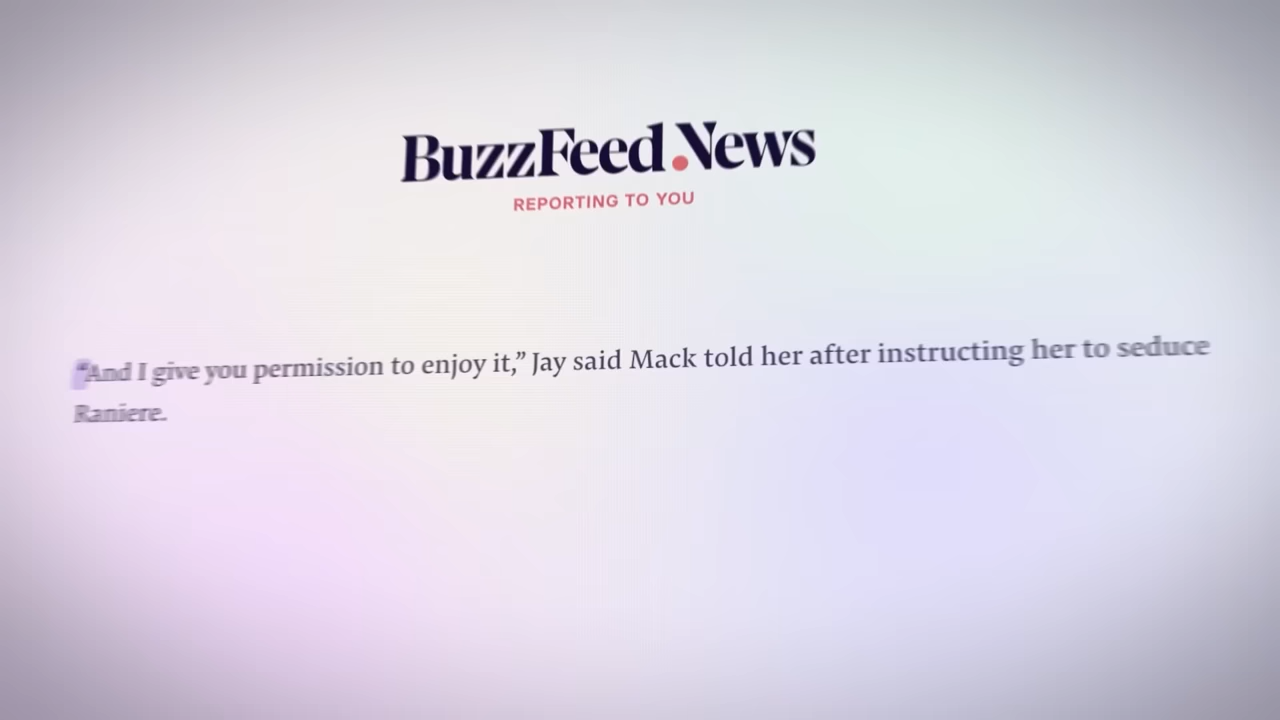 BuzzFeed.News
REPORTING TO YOU
“And I give you permission to enjoy it,” Jay said Mack told her after instructing her to seduce
Raniere.